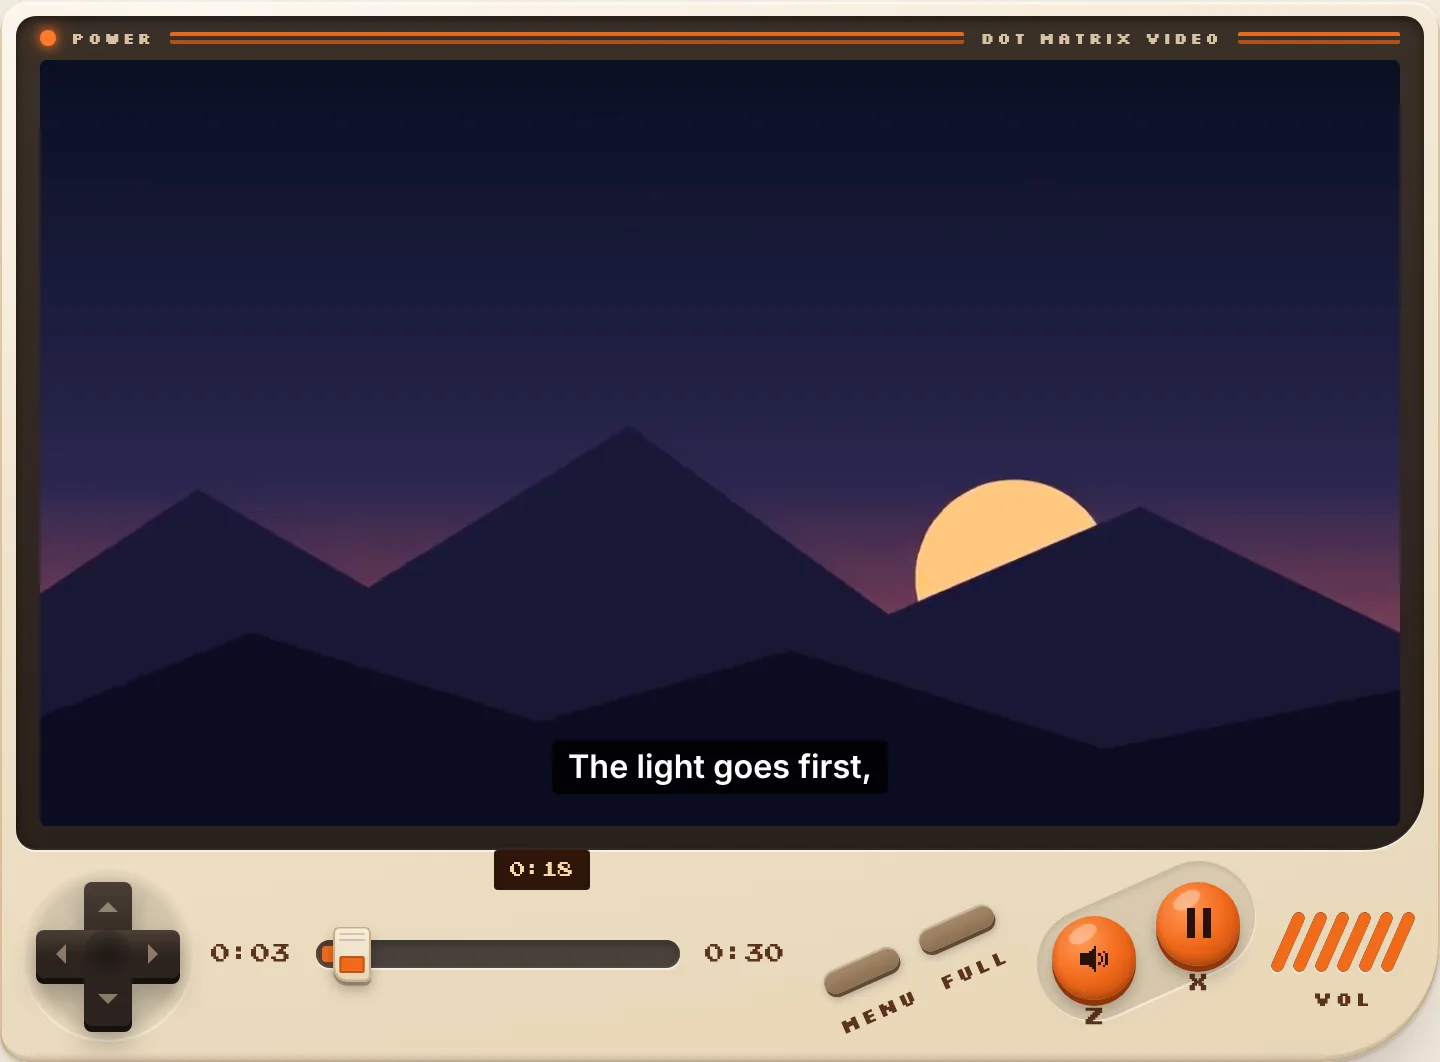 POWER
DOT MATRIX VIDEO
The light goes first,
0:18
0:03
0:30
MENU
FULL
Z
X
VOL